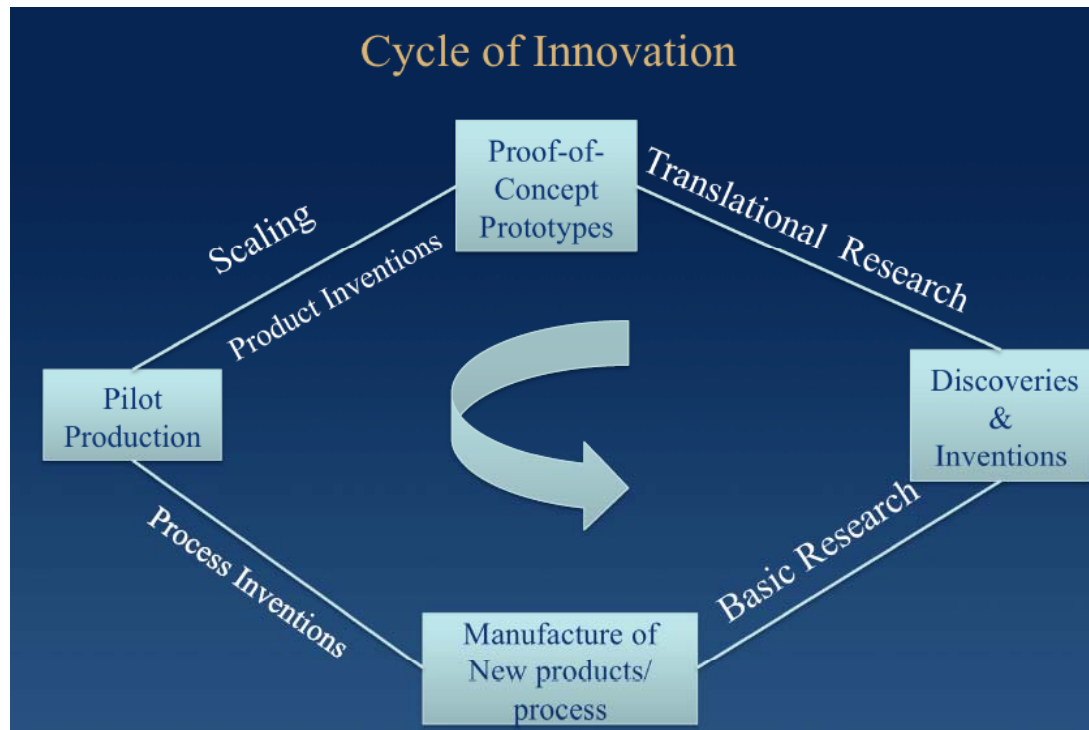 Cycle of Innovation
Proof-of-
Concept
Prototypes
Translational Research
Scaling
Product Inventions
Pilot
Production
Discoveries
&
Inventions
Process Inventions
Basic Research
Manufacture of
New products/
process